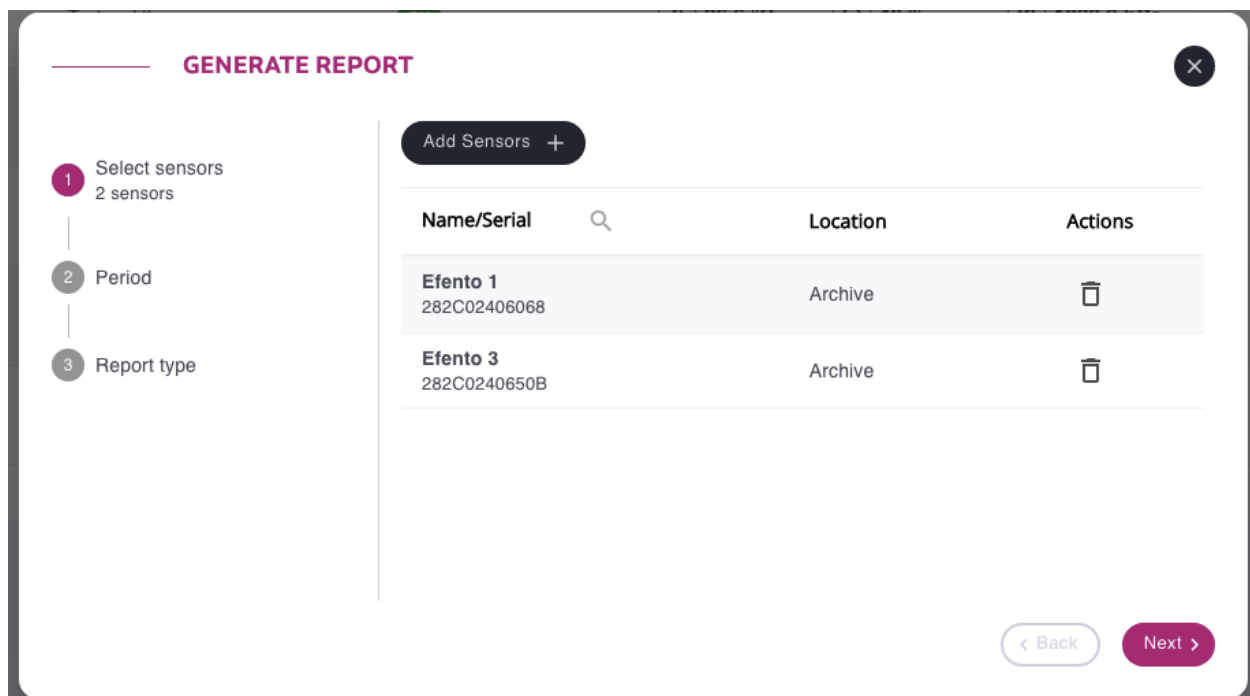 GENERATE REPORT
1
Select sensors
2 sensors
2
Period
3
Report type
Add Sensors
Name/Serial
Location
Actions
Efento 1
282C02406068
Archive
Efento 3
282C0240650B
Archive
Back
Next